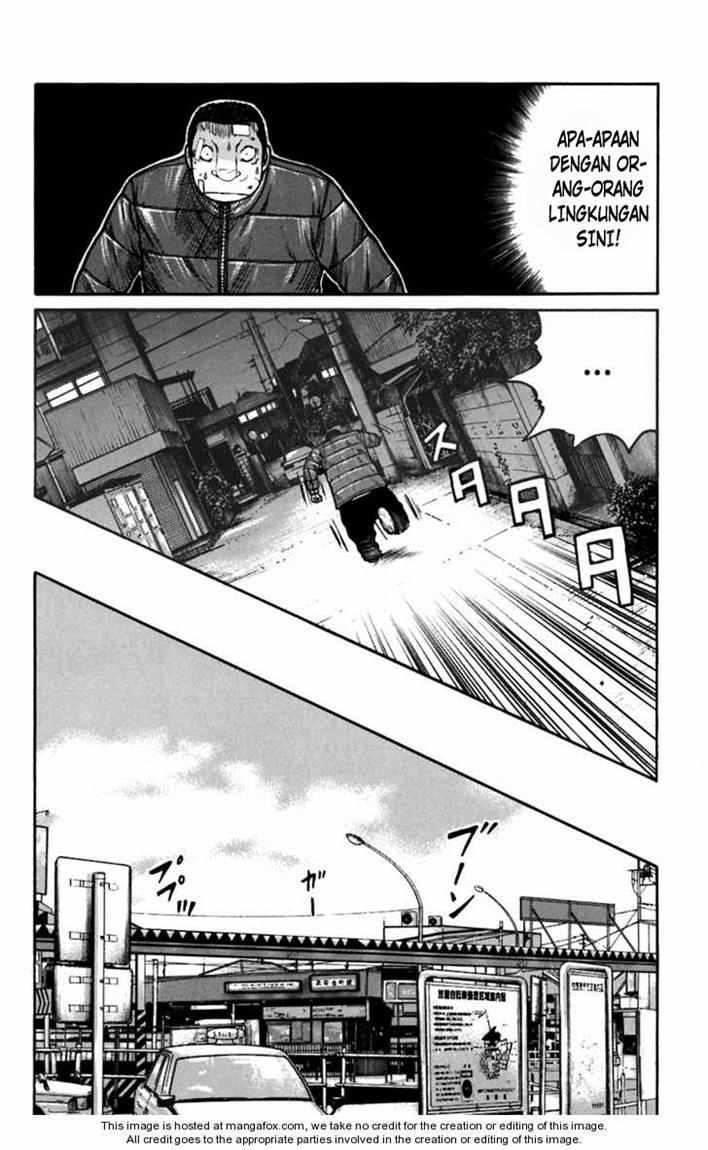 APA-APAAN
DENGAN OR-
ANG-ORANG
LINGKUNGAN
SINI!
...
スタタタ
ブーン
ガー
プップッ
This image is hosted at mangafox.com, we take no credit for the creation or editing of this image.
All credit goes to the appropriate parties involved in the creation or editing of this image.